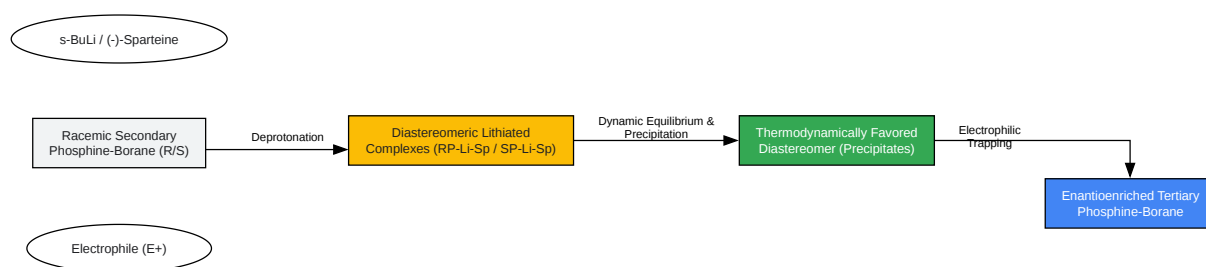 s-BuLi / (-)-Sparteine
Racemic Secondary
Phosphine-Borane (R/S)
Deprotonation
Diastereomeric Lithiated
Complexes (RP-Li-Sp / SP-Li-Sp)
Dynamic Equilibrium &
Precipitation
Thermodynamically Favored
Diastereomer (Precipitates)
Electrophilic
Trapping
Enantioenriched Tertiary
Phosphine-Borane
Electrophile (E+)